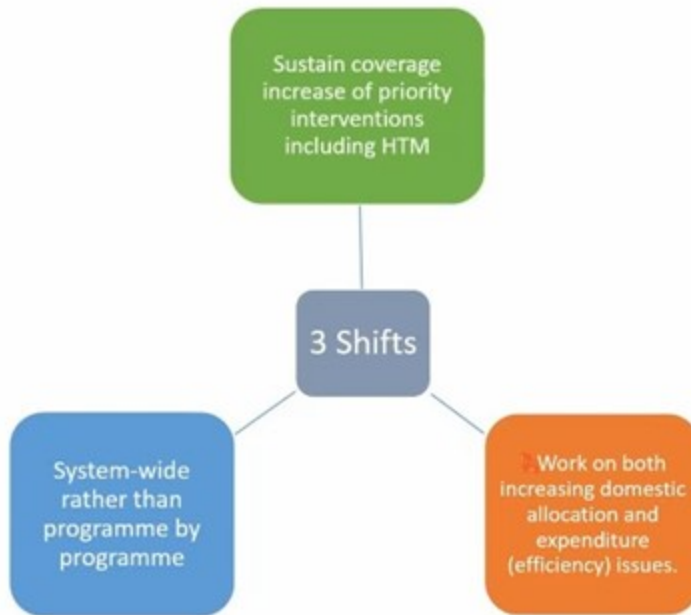 Sustain coverage
increase of priority
interventions
including HTM
3 Shifts
System-wide
rather than
programme by
programme
Work on both
increasing domestic
allocation and
expenditure
(efficiency) issues.